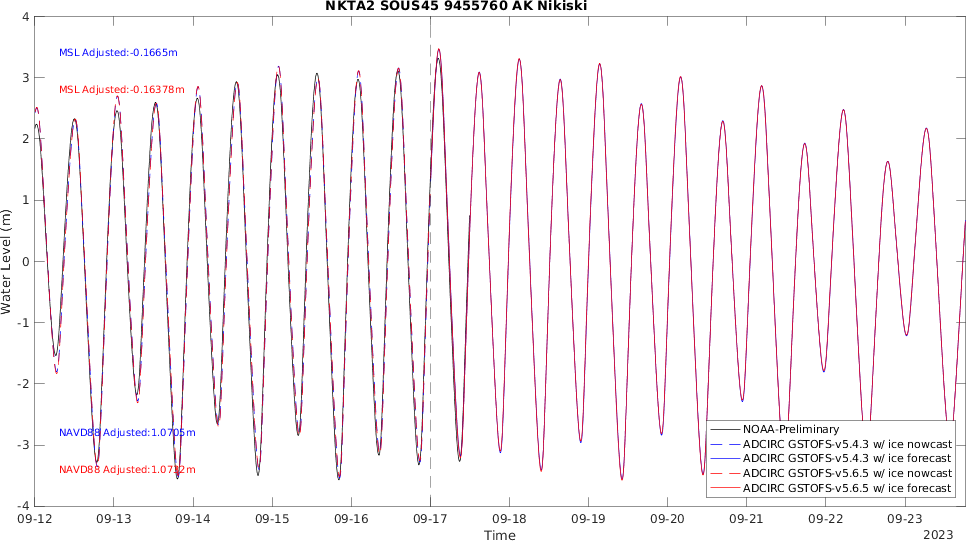 NKTA2 SOUS45 9455760 AK Nikiski
4
3
2
1
0
-1
-2
-3
-4
Water Level (m)
MSL Adjusted:-0.1665m
MSL Adjusted:-0.16378m
NAVD88 Adjusted:1.0705m
NAVD88 Adjusted:1.0732m
NOAA-Preliminary
ADCIRC GSTOFS-v5.4.3 w/ ice nowcast
ADCIRC GSTOFS-v5.4.3 w/ ice forecast
ADCIRC GSTOFS-v5.6.5 w/ ice nowcast
ADCIRC GSTOFS-v5.6.5 w/ ice forecast
09-12 09-13 09-14 09-15 09-16 09-17 09-18 09-19 09-20 09-21 09-22 09-23
Time
2023